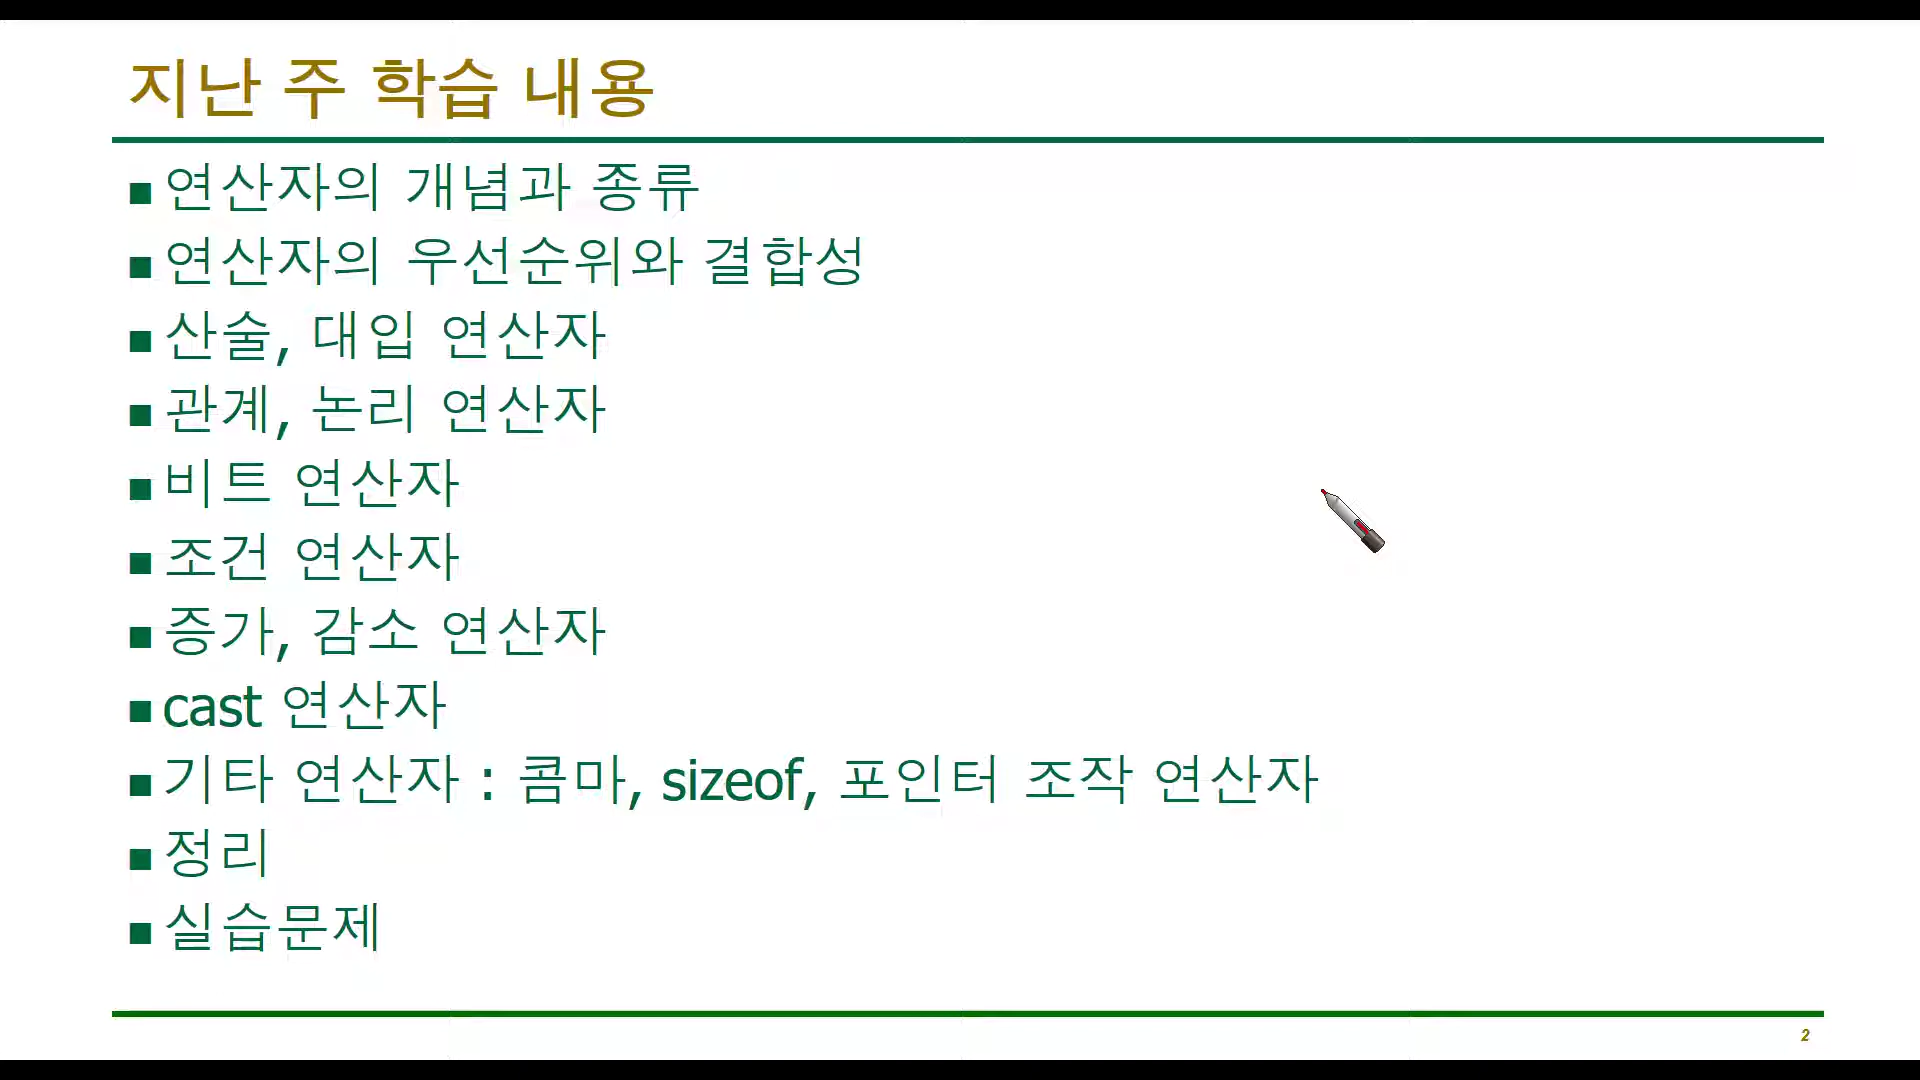 지난 주 학습 내용
■ 연산자의 개념과 종류
■ 연산자의 우선순위와 결합성
■ 산술, 대입 연산자
■ 관계, 논리 연산자
■ 비트 연산자
■ 조건 연산자
■ 증가, 감소 연산자
■ cast 연산자
■ 기타 연산자 : 콤마, sizeof, 포인터 조작 연산자
■ 정리
■ 실습문제
2